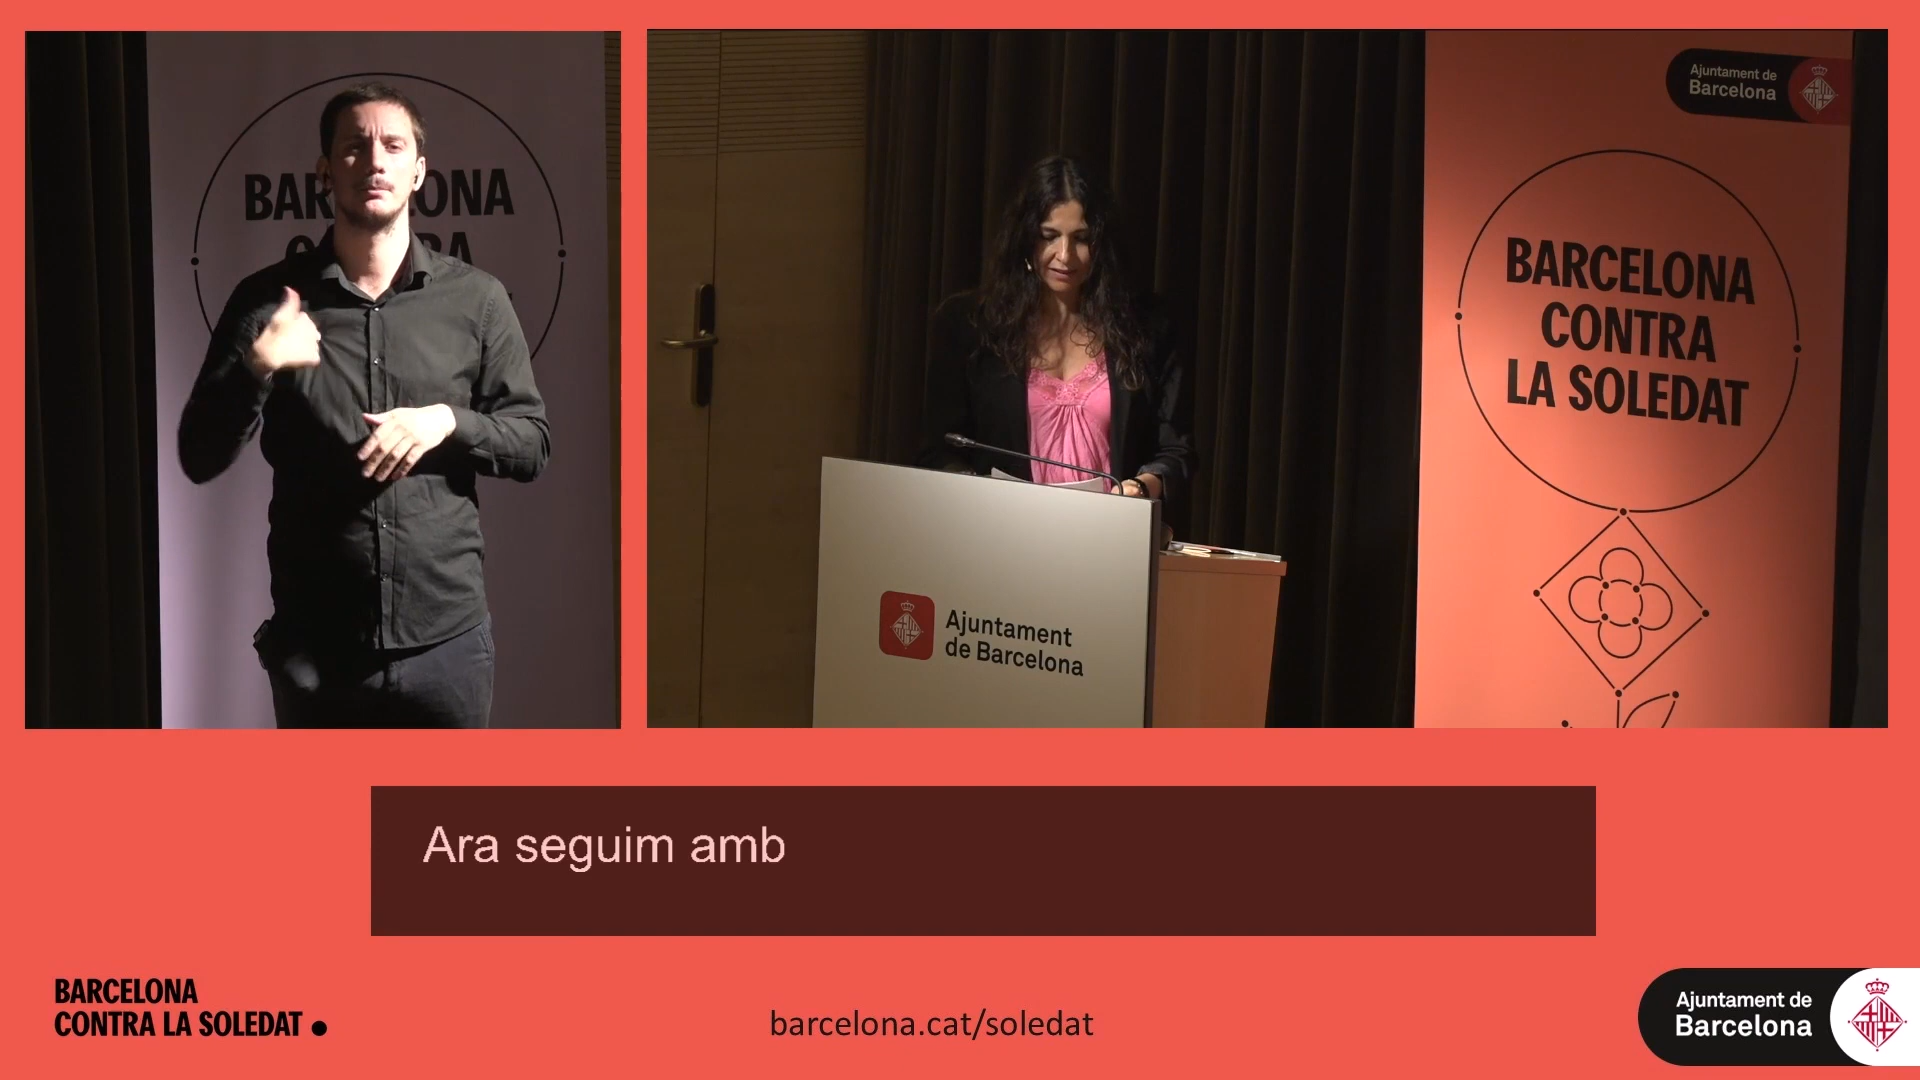 BARCELONA
Ajuntament de
Barcelona
BARCELONA
CONTRA
LA SOLEDAT
Ajuntament
de Barcelona
Ara seguim amb
BARCELONA
CONTRA LA SOLEDAT
barcelona.cat/soledat
Ajuntament de
Barcelona